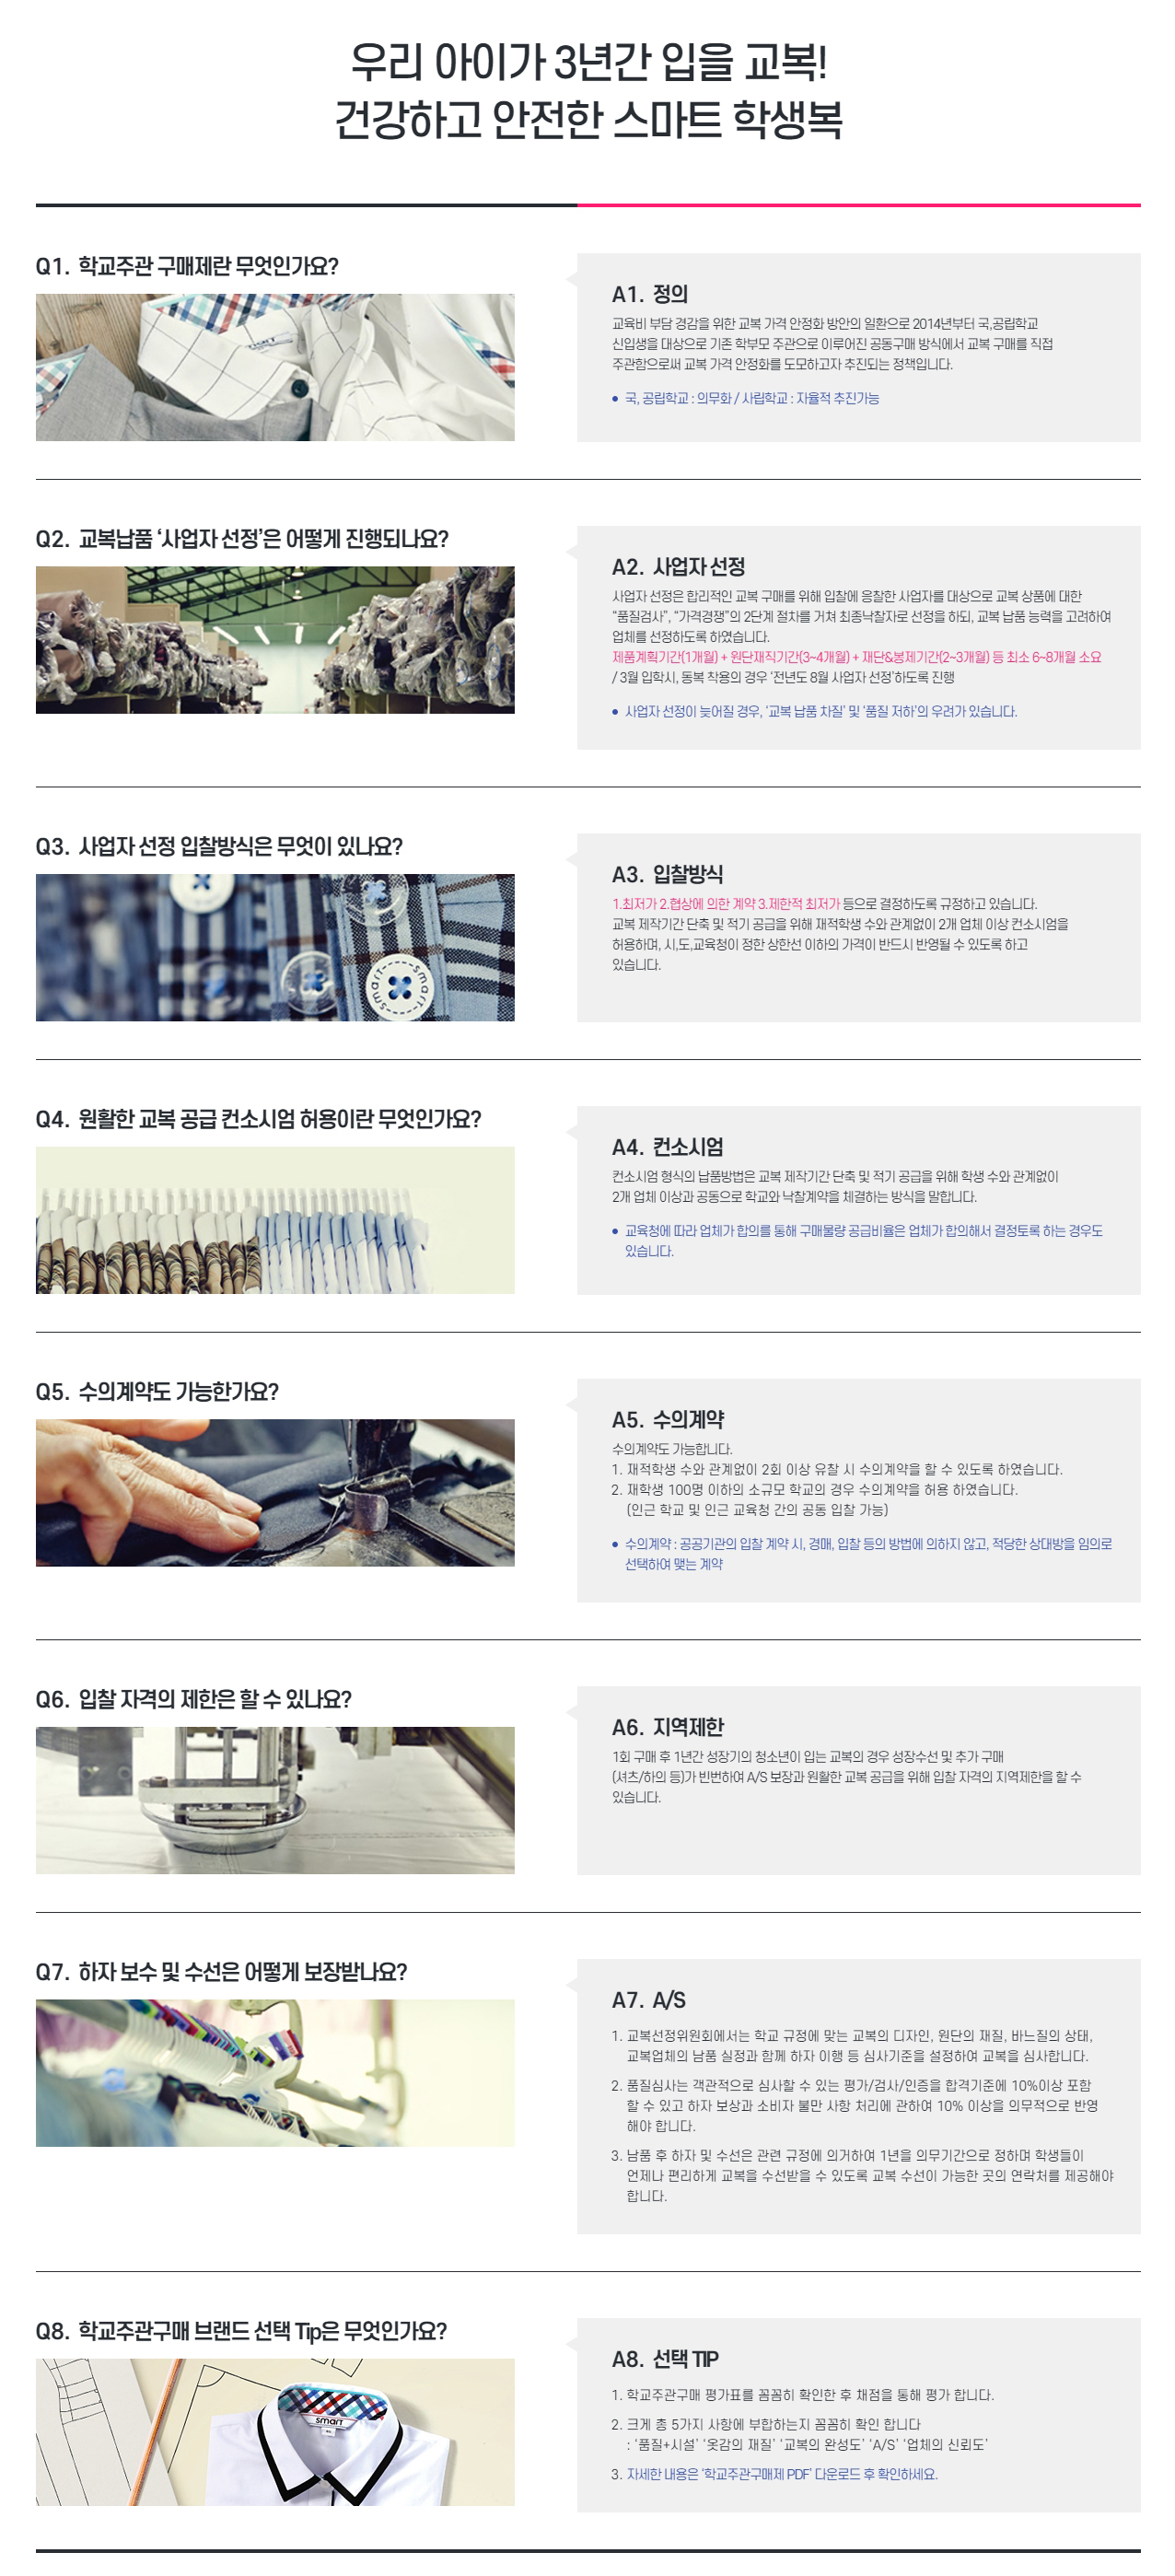 우리 아이가 3년간 입을 교복!
건강하고 안전한 스마트 학생복
Q1. 학교주관 구매제란 무엇인가요?
A1. 정의
교육비 부담 경감을 위한 교복 가격 안정화 방안의 일환으로 2014년부터 국,공립학교
신입생을 대상으로 기존 학부모 주관으로 이루어진 공동구매 방식에서 교복 구매를 직접
주관함으로써 교복 가격 안정화를 도모하고자 추진되는 정책입니다.
• 국, 공립학교 : 의무화 / 사립학교 : 자율적 추진가능
Q2. 교복납품 ‘사업자 선정’은 어떻게 진행되나요?
A2. 사업자 선정
사업자 선정은 합리적인 교복 구매를 위해 입찰에 응찰한 사업자를 대상으로 교복 상품에 대한
“품질검사”, “가격경쟁”의 2단계 절차를 거쳐 최종낙찰자로 선정을 하되, 교복 납품 능력을 고려하여
업체를 선정하도록 하였습니다.
제품계획기간(1개월) + 원단재직기간(3~4개월) + 재단&봉제기간(2~3개월) 등 최소 6~8개월 소요
/ 3월 입학시, 동복 착용의 경우 ‘전년도 8월 사업자 선정’하도록 진행
• 사업자 선정이 늦어질 경우, ‘교복 납품 차질’ 및 ‘품질 저하’의 우려가 있습니다.
Q3. 사업자 선정 입찰방식은 무엇이 있나요?
smart
smart
A3. 입찰방식
1.최저가 2.협상에 의한 계약 3.제한적 최저가 등으로 결정하도록 규정하고 있습니다.
교복 제작기간 단축 및 적기 공급을 위해 재적학생 수와 관계없이 2개 업체 이상 컨소시엄을
허용하며, 시,도,교육청이 정한 상한선 이하의 가격이 반드시 반영될 수 있도록 하고
있습니다.
Q4. 원활한 교복 공급 컨소시엄 허용이란 무엇인가요?
A4. 컨소시엄
컨소시엄 형식의 납품방법은 교복 제작기간 단축 및 적기 공급을 위해 학생 수와 관계없이
2개 업체 이상과 공동으로 학교와 낙찰계약을 체결하는 방식을 말합니다.
• 교육청에 따라 업체가 합의를 통해 구매물량 공급비율은 업체가 합의해서 결정토록 하는 경우도
있습니다.
Q5. 수의계약도 가능한가요?
A5. 수의계약
수의계약도 가능합니다.
1. 재적학생 수와 관계없이 2회 이상 유찰 시 수의계약을 할 수 있도록 하였습니다.
2. 재학생 100명 이하의 소규모 학교의 경우 수의계약을 허용 하였습니다.
(인근 학교 및 인근 교육청 간의 공동 입찰 가능)
• 수의계약 : 공공기관의 입찰 계약 시, 경매, 입찰 등의 방법에 의하지 않고, 적당한 상대방을 임의로
선택하여 맺는 계약
Q6. 입찰 자격의 제한은 할 수 있나요?
A6. 지역제한
1회 구매 후 1년간 성장기의 청소년이 입는 교복의 경우 성장수선 및 추가 구매
(셔츠/하의 등)가 빈번하여 A/S 보장과 원활한 교복 공급을 위해 입찰 자격의 지역제한을 할 수
있습니다.
Q7. 하자 보수 및 수선은 어떻게 보장받나요?
A7. A/S
1. 교복선정위원회에서는 학교 규정에 맞는 교복의 디자인, 원단의 재질, 바느질의 상태,
교복업체의 납품 실정과 함께 하자 이행 등 심사기준을 설정하여 교복을 심사합니다.
2. 품질심사는 객관적으로 심사할 수 있는 평가/검사/인증을 합격기준에 10%이상 포함
할 수 있고 하자 보상과 소비자 불만 사항 처리에 관하여 10% 이상을 의무적으로 반영
해야 합니다.
3. 납품 후 하자 및 수선은 관련 규정에 의거하여 1년을 의무기간으로 정하며 학생들이
언제나 편리하게 교복을 수선받을 수 있도록 교복 수선이 가능한 곳의 연락처를 제공해야
합니다.
Q8. 학교주관구매 브랜드 선택 Tip은 무엇인가요?
smart
A8. 선택 TIP
1. 학교주관구매 평가표를 꼼꼼히 확인한 후 채점을 통해 평가 합니다.
2. 크게 총 5가지 사항에 부합하는지 꼼꼼히 확인 합니다
: ‘품질+시설’ ‘옷감의 재질’ ‘교복의 완성도’ ‘A/S’ ‘업체의 신뢰도’
3. 자세한 내용은 ‘학교주관구매제 PDF’ 다운로드 후 확인하세요.